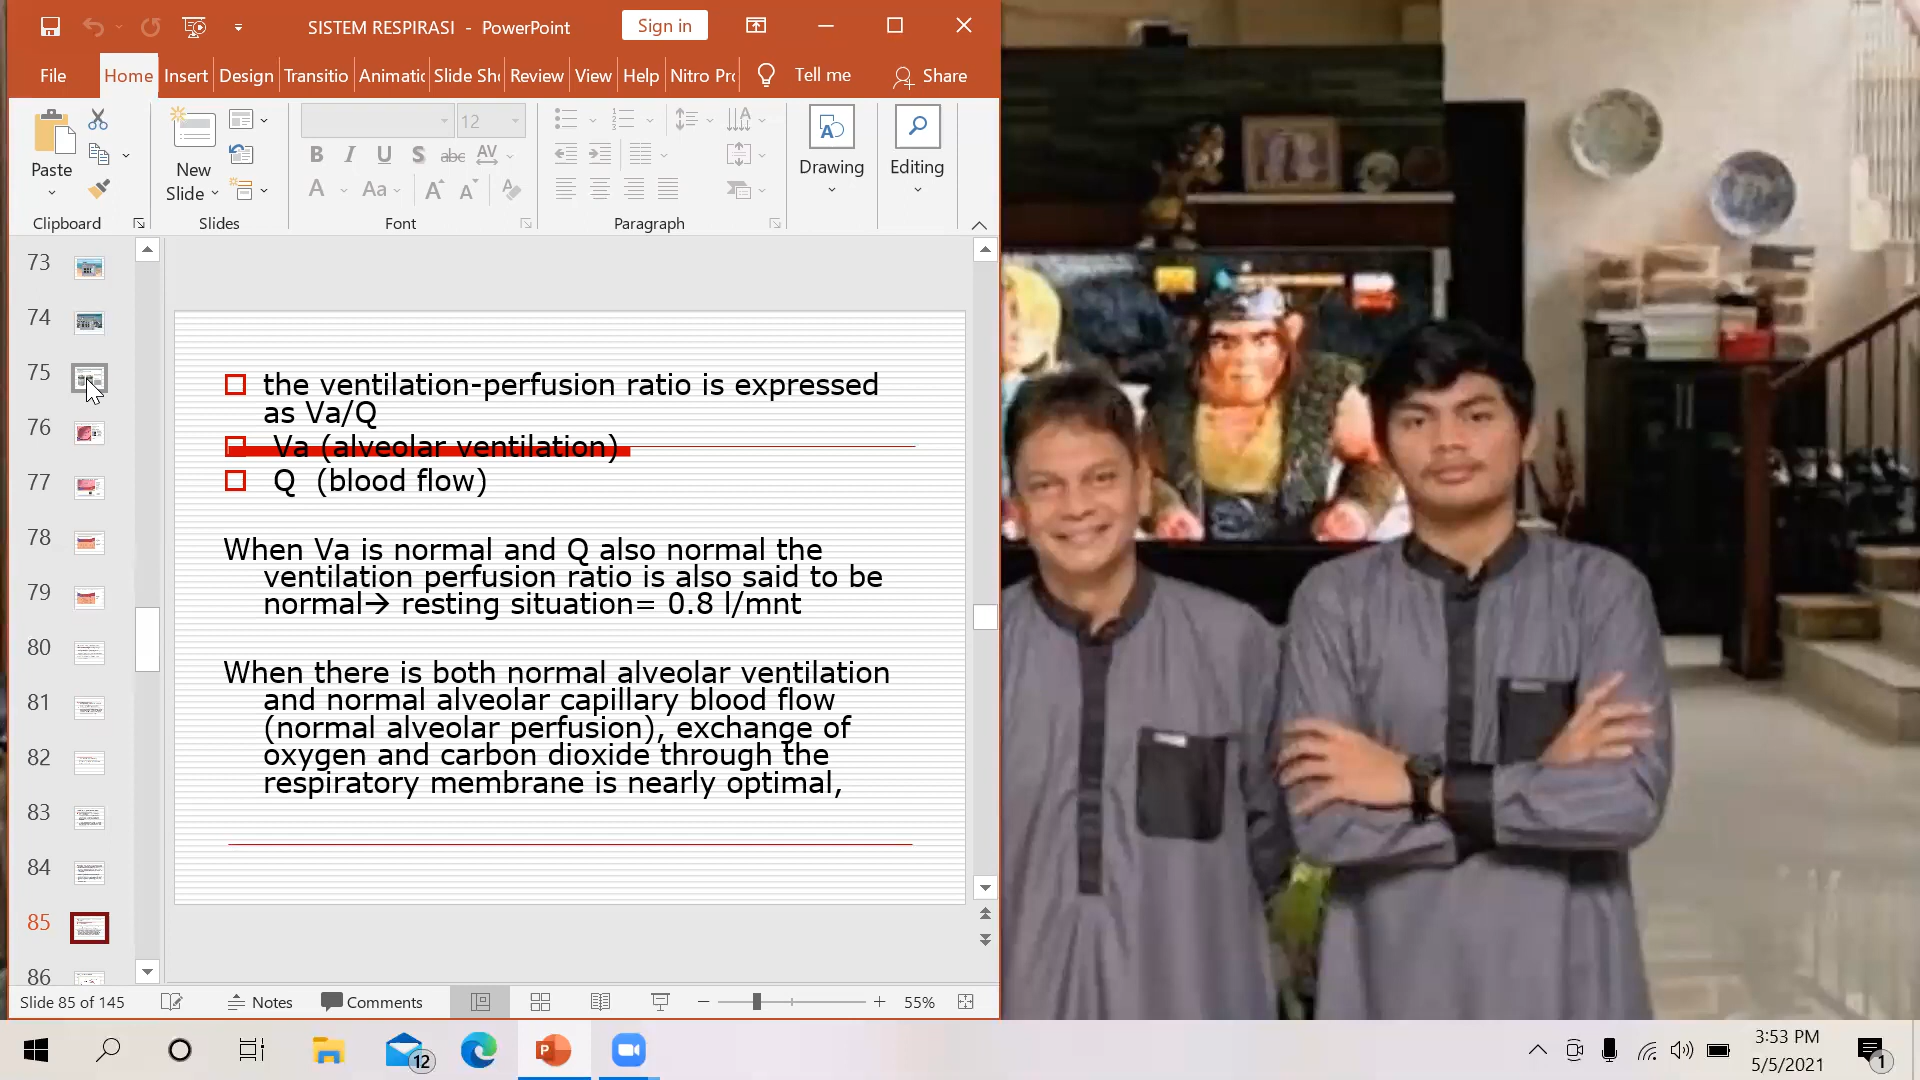 SISTEM RESPIRASI - PowerPoint
Sign in
File Home Insert Design Transitio Animatic Slide Sh Review View Help Nitro Pr Tell me Share
Paste
New
Slide
12
B I U S abc AV
A Aa A A
Drawing
Editing
Clipboard Slides Font Paragraph
73
74
75
76
77
78
79
80
81
82
83
84
85
86
the ventilation-perfusion ratio is expressed
as Va/Q
Va (alveolar ventilation)
Q (blood flow)
When Va is normal and Q also normal the
ventilation perfusion ratio is also said to be
normal→ resting situation= 0.8 l/mnt
When there is both normal alveolar ventilation
and normal alveolar capillary blood flow
(normal alveolar perfusion), exchange of
oxygen and carbon dioxide through the
respiratory membrane is nearly optimal,
Slide 85 of 145 Notes Comments 55%
12
3:53 PM
5/5/2021
1